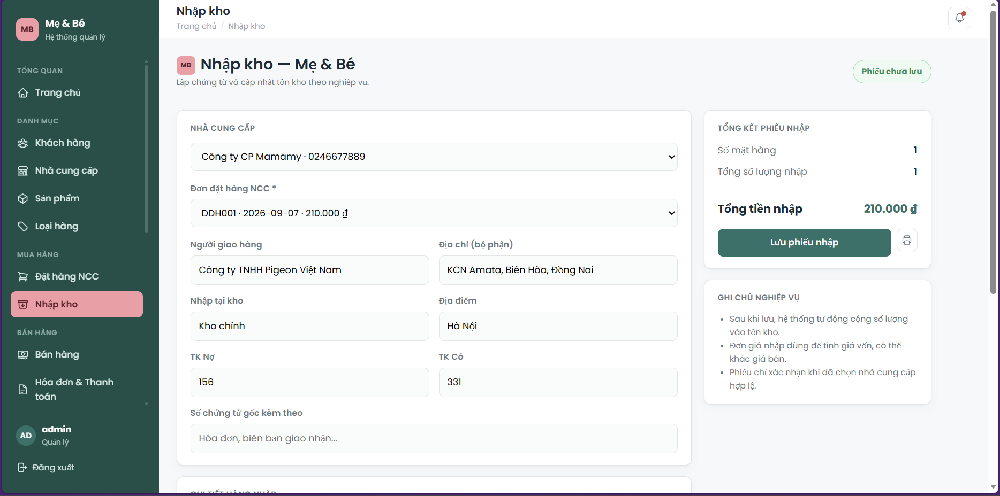 MB
Mẹ & Bé
Hệ thống quản lý
TỔNG QUAN
Trang chủ
DANH MỤC
Khách hàng
Nhà cung cấp
Sản phẩm
Loại hàng
MUA HÀNG
Đặt hàng NCC
Nhập kho
BÁN HÀNG
Bán hàng
Hóa đơn & Thanh
toán
AD
admin
Quản lý
Đăng xuất
Nhập kho
Trang chủ / Nhập kho
MB
Nhập kho — Mẹ & Bé
Lập chứng từ và cập nhật tồn kho theo nghiệp vụ.
Phiếu chưa lưu
NHÀ CUNG CẤP
Công ty CP Mamamy · 0246677889
Đơn đặt hàng NCC *
DDH001 · 2026-09-07 · 210.000 ₫
Người giao hàng
Địa chỉ (bộ phận)
Công ty TNHH Pigeon Việt Nam
KCN Amata, Biên Hòa, Đồng Nai
Nhập tại kho
Địa điểm
Kho chính
Hà Nội
TK Nợ
TK Có
156
331
Số chứng từ gốc kèm theo
Hóa đơn, biên bản giao nhận...
CHI TIẾT HÀNG NHẬP
TỔNG KẾT PHIẾU NHẬP
Số mặt hàng 1
Tổng số lượng nhập 1
Tổng tiền nhập 210.000 ₫
Lưu phiếu nhập
GHI CHÚ NGHIỆP VỤ
• Sau khi lưu, hệ thống tự động cộng số lượng
vào tồn kho.
• Đơn giá nhập dùng để tính giá vốn, có thể
khác giá bán.
• Phiếu chỉ xác nhận khi đã chọn nhà cung cấp
hợp lệ.